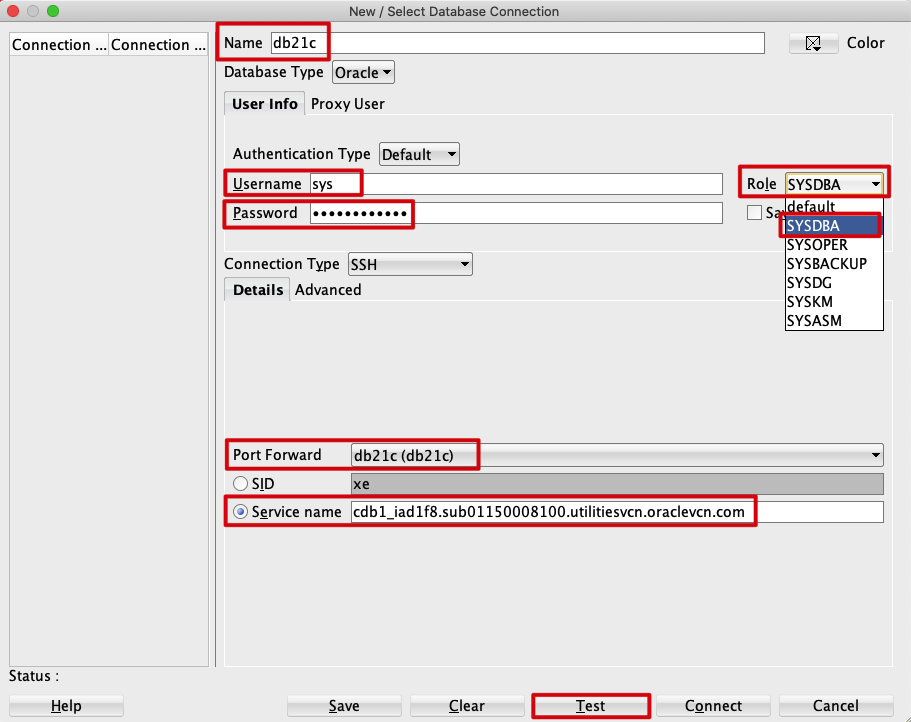 New / Select Database Connection
Connection ... Connection ...
Name db21c Color
Database Type Oracle
User Info Proxy User
Authentication Type Default
Username sys Role SYSDBA
Password ••••••••••••
default
SYSDBA
SYSOPER
SYSBACKUP
SYSDG
SYSKM
SYSASM
Connection Type SSH
Details Advanced
Port Forward db21c (db21c)
SID xe
Service name cdb1_iad1f8.sub01150008100.utilitiesvcn.oraclevcn.com
Status :
Help Save Clear Test Connect Cancel